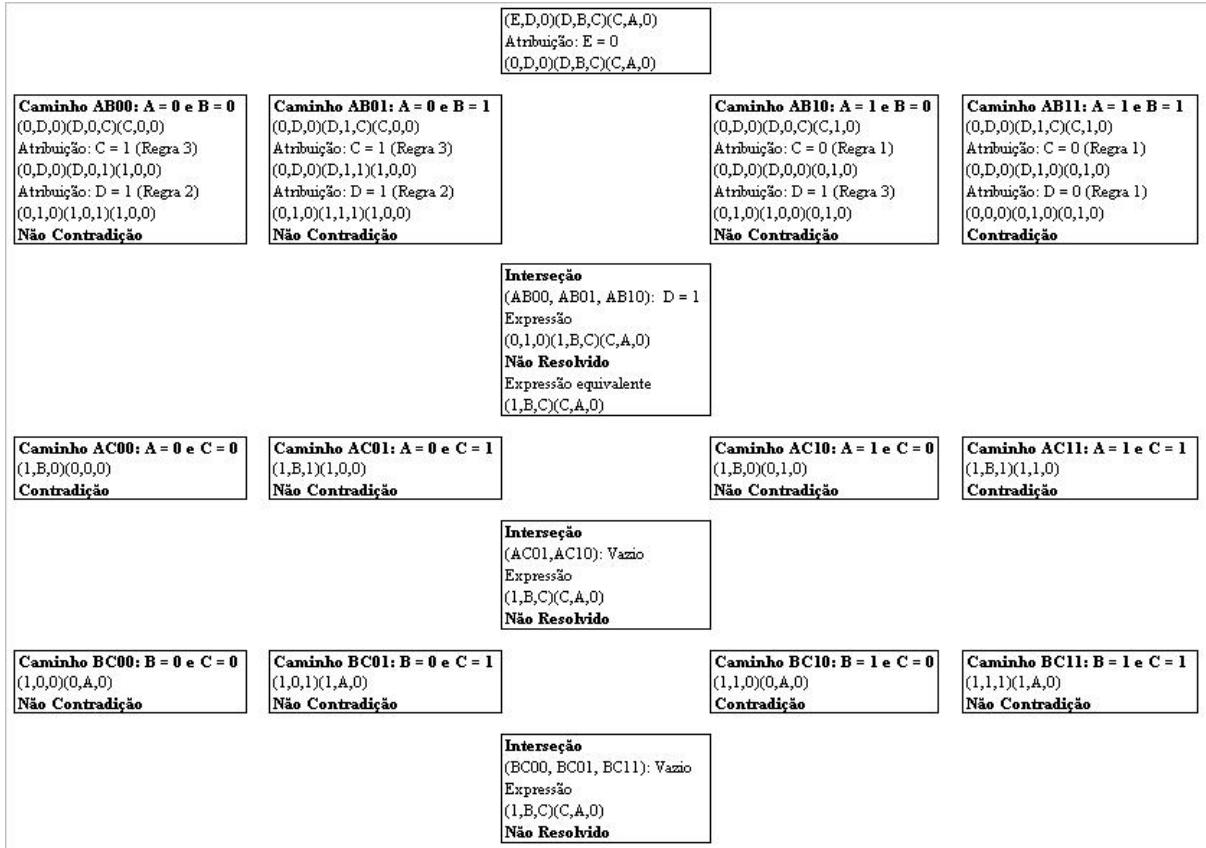 (E,D,0)(D,B,C)(C,A,0)
Atribuição: E = 0
(0,D,0)(D,B,C)(C,A,0)
Caminho AB00: A = 0 e B = 0
(0,D,0)(D,0,C)(C,0,0)
Atribuição: C = 1 (Regra 3)
(0,D,0)(D,0,1)(1,0,0)
Atribuição: D = 1 (Regra 2)
(0,1,0)(1,0,1)(1,0,0)
Não Contradição
Caminho AB01: A = 0 e B = 1
(0,D,0)(D,1,C)(C,0,0)
Atribuição: C = 1 (Regra 3)
(0,D,0)(D,1,1)(1,0,0)
Atribuição: D = 1 (Regra 2)
(0,1,0)(1,1,1)(1,0,0)
Não Contradição
Caminho AB10: A = 1 e B = 0
(0,D,0)(D,0,C)(C,1,0)
Atribuição: C = 0 (Regra 1)
(0,D,0)(D,0,0)(0,1,0)
Atribuição: D = 1 (Regra 3)
(0,1,0)(1,0,0)(0,1,0)
Não Contradição
Caminho AB11: A = 1 e B = 1
(0,D,0)(D,1,C)(C,1,0)
Atribuição: C = 0 (Regra 1)
(0,D,0)(D,1,0)(0,1,0)
Atribuição: D = 0 (Regra 1)
(0,0,0)(0,1,0)(0,1,0)
Contradição
Interseção
(AB00, AB01, AB10): D = 1
Expressão
(0,1,0)(1,B,C)(C,A,0)
Não Resolvido
Expressão equivalente
(1,B,C)(C,A,0)
Caminho AC00: A = 0 e C = 0
(1,B,0)(0,0,0)
Contradição
Caminho AC01: A = 0 e C = 1
(1,B,1)(1,0,0)
Não Contradição
Caminho AC10: A = 1 e C = 0
(1,B,0)(0,1,0)
Não Contradição
Caminho AC11: A = 1 e C = 1
(1,B,1)(1,1,0)
Contradição
Interseção
(AC01,AC10): Vazio
Expressão
(1,B,C)(C,A,0)
Não Resolvido
Caminho BC00: B = 0 e C = 0
(1,0,0)(0,A,0)
Não Contradição
Caminho BC01: B = 0 e C = 1
(1,0,1)(1,A,0)
Não Contradição
Caminho BC10: B = 1 e C = 0
(1,1,0)(0,A,0)
Contradição
Caminho BC11: B = 1 e C = 1
(1,1,1)(1,A,0)
Não Contradição
Interseção
(BC00, BC01, BC11): Vazio
Expressão
(1,B,C)(C,A,0)
Não Resolvido